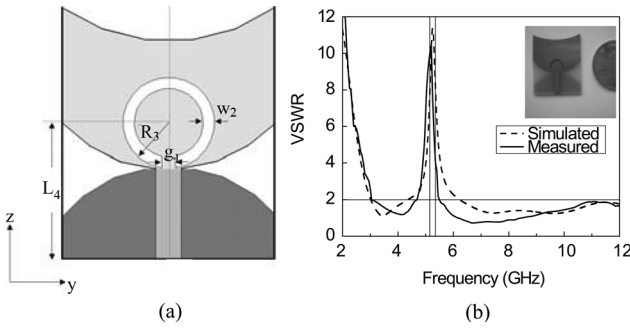 (a)
w2
R3
g1
L4
z
y
(a)
12
10
8
6
4
2
0
VSWR
Simulated
Measured
2 4 6 8 10 12
Frequency (GHz)
(b)